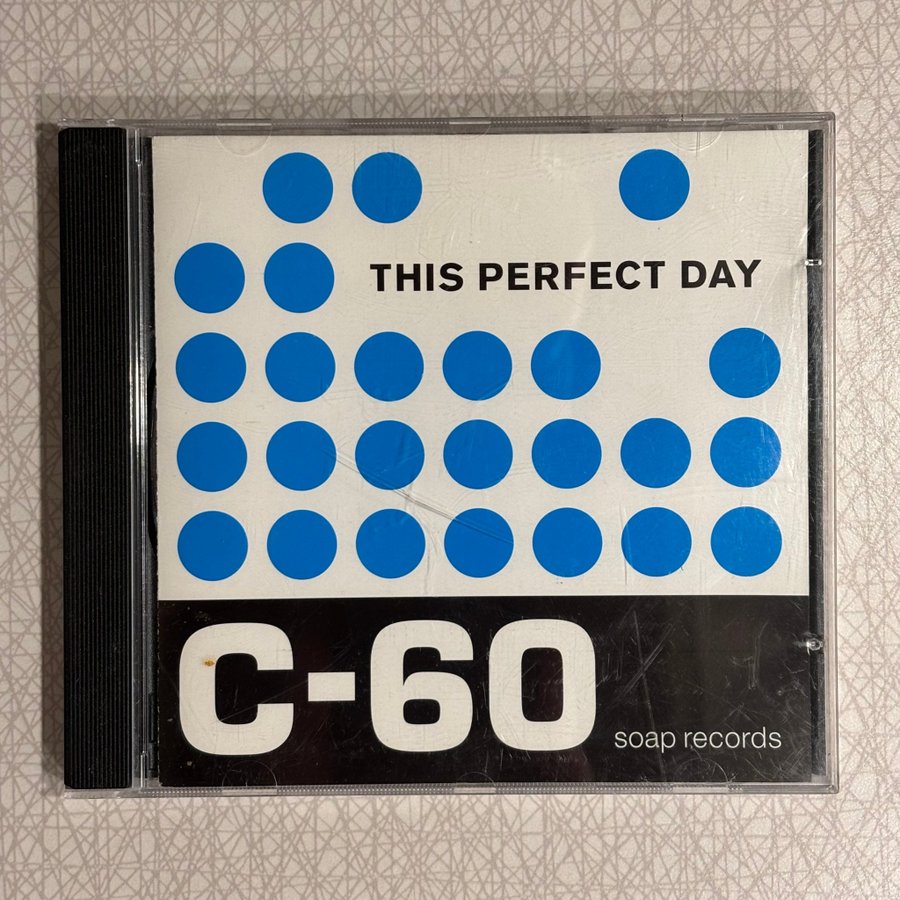 THIS PERFECT DAY
C-60
soap records